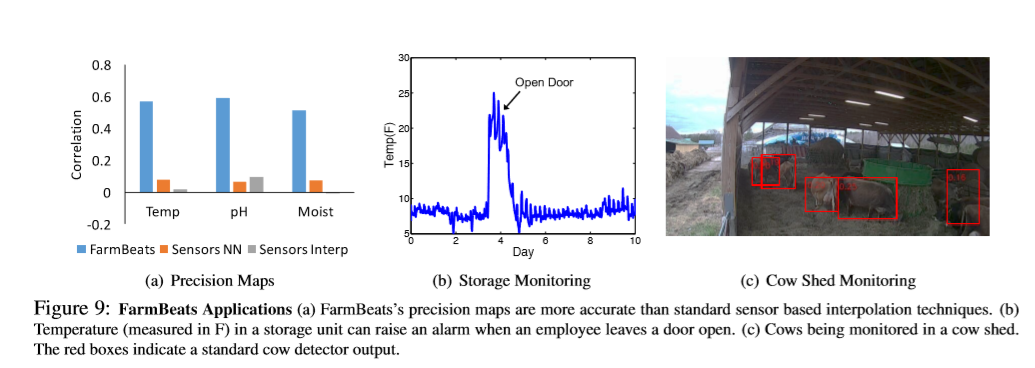 0.8
0.6
0.4
0.2
0
-0.2
Correlation
Temp pH Moist
FarmBeats Sensors NN Sensors Interp
(a) Precision Maps
30
25
20
15
10
5
Temp(F)
Open Door
0 2 4 6 8 10
Day
(b) Storage Monitoring
(c) Cow Shed Monitoring
Figure 9: FarmBeats Applications (a) FarmBeats's precision maps are more accurate than standard sensor based interpolation techniques. (b)
Temperature (measured in F) in a storage unit can raise an alarm when an employee leaves a door open. (c) Cows being monitored in a cow shed.
The red boxes indicate a standard cow detector output.